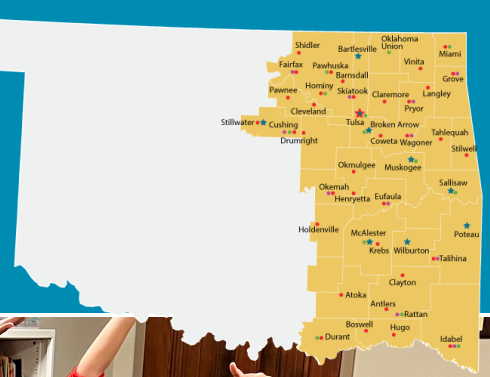 Oklahoma
Union
Shidler
Bartlesville
Miami
Vinita
Fairfax
Pawhuska
Barnsdall
Grove
Pawnee
Hominy
Skiatook
Claremore
Langley
Cleveland
Pryor
Stillwater
Cushing
Tulsa
Broken Arrow
Drumright
Coweta
Wagoner
Tahlequah
Stilwell
Okmulgee
Muskogee
Okemah
Henryetta
Eufaula
Sallisaw
Holdenville
McAlester
Krebs
Wilburton
Poteau
Talihina
Clayton
Atoka
Antlers
Rattan
Boswell
Hugo
Durant
Idabel